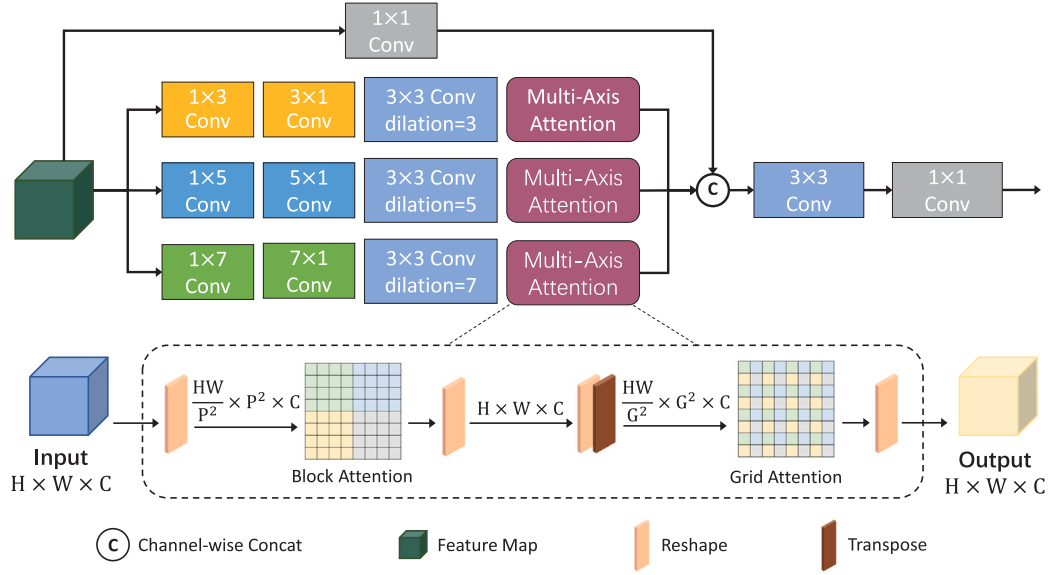 1×1
Conv
1×3
Conv
3×1
Conv
3×3 Conv
dilation=3
Multi-Axis
Attention
1×5
Conv
5×1
Conv
3×3 Conv
dilation=5
Multi-Axis
Attention
C
3×3
Conv
1×1
Conv
1×7
Conv
7×1
Conv
3×3 Conv
dilation=7
Multi-Axis
Attention
Input
H × W × C
HW/P² × P² × C
Block Attention
H × W × C
HW/G² × G² × C
Grid Attention
Output
H × W × C
C Channel-wise Concat
Feature Map
Reshape
Transpose